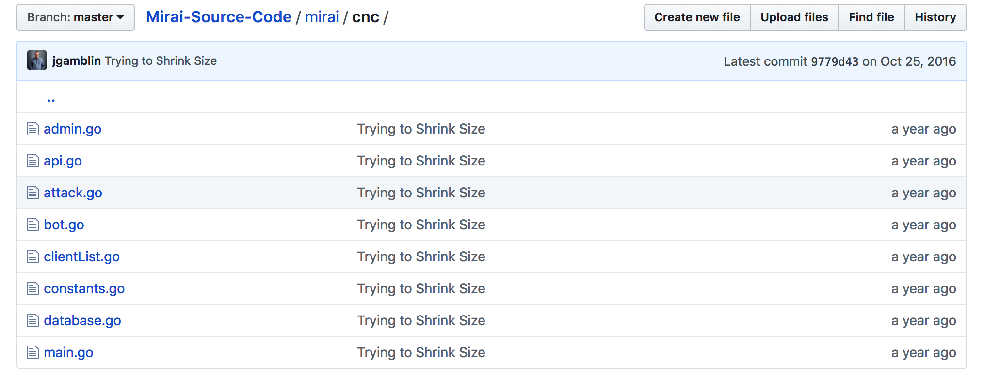 Branch: master
Mirai-Source-Code / mirai / cnc /
Create new file Upload files Find file History
jgamblin Trying to Shrink Size Latest commit 9779d43 on Oct 25, 2016
..
admin.go Trying to Shrink Size a year ago
api.go Trying to Shrink Size a year ago
attack.go Trying to Shrink Size a year ago
bot.go Trying to Shrink Size a year ago
clientList.go Trying to Shrink Size a year ago
constants.go Trying to Shrink Size a year ago
database.go Trying to Shrink Size a year ago
main.go Trying to Shrink Size a year ago